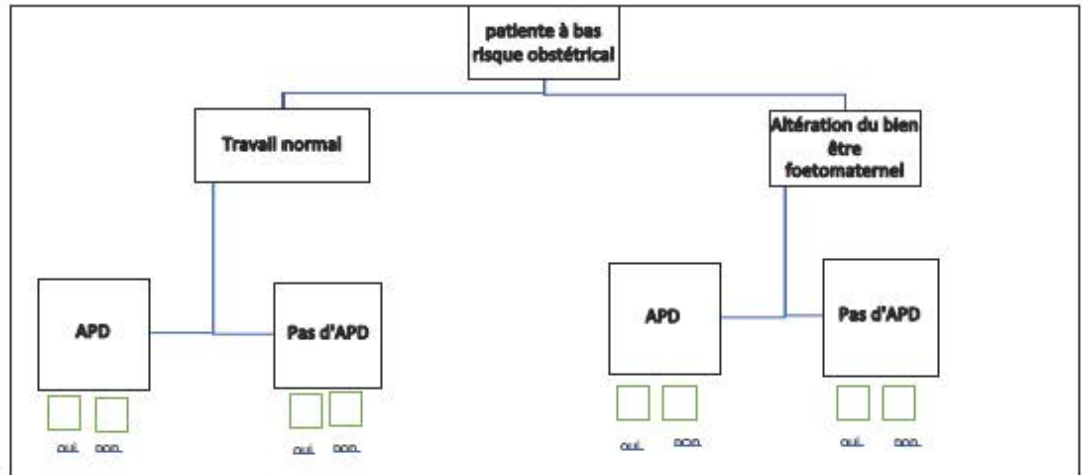 patiente à bas
risque obstétrical
Travail normal
Altération du bien
être
foetomaternel
APD
Pas d'APD
APD
Pas d'APD
oui non
oui non
oui non
oui non